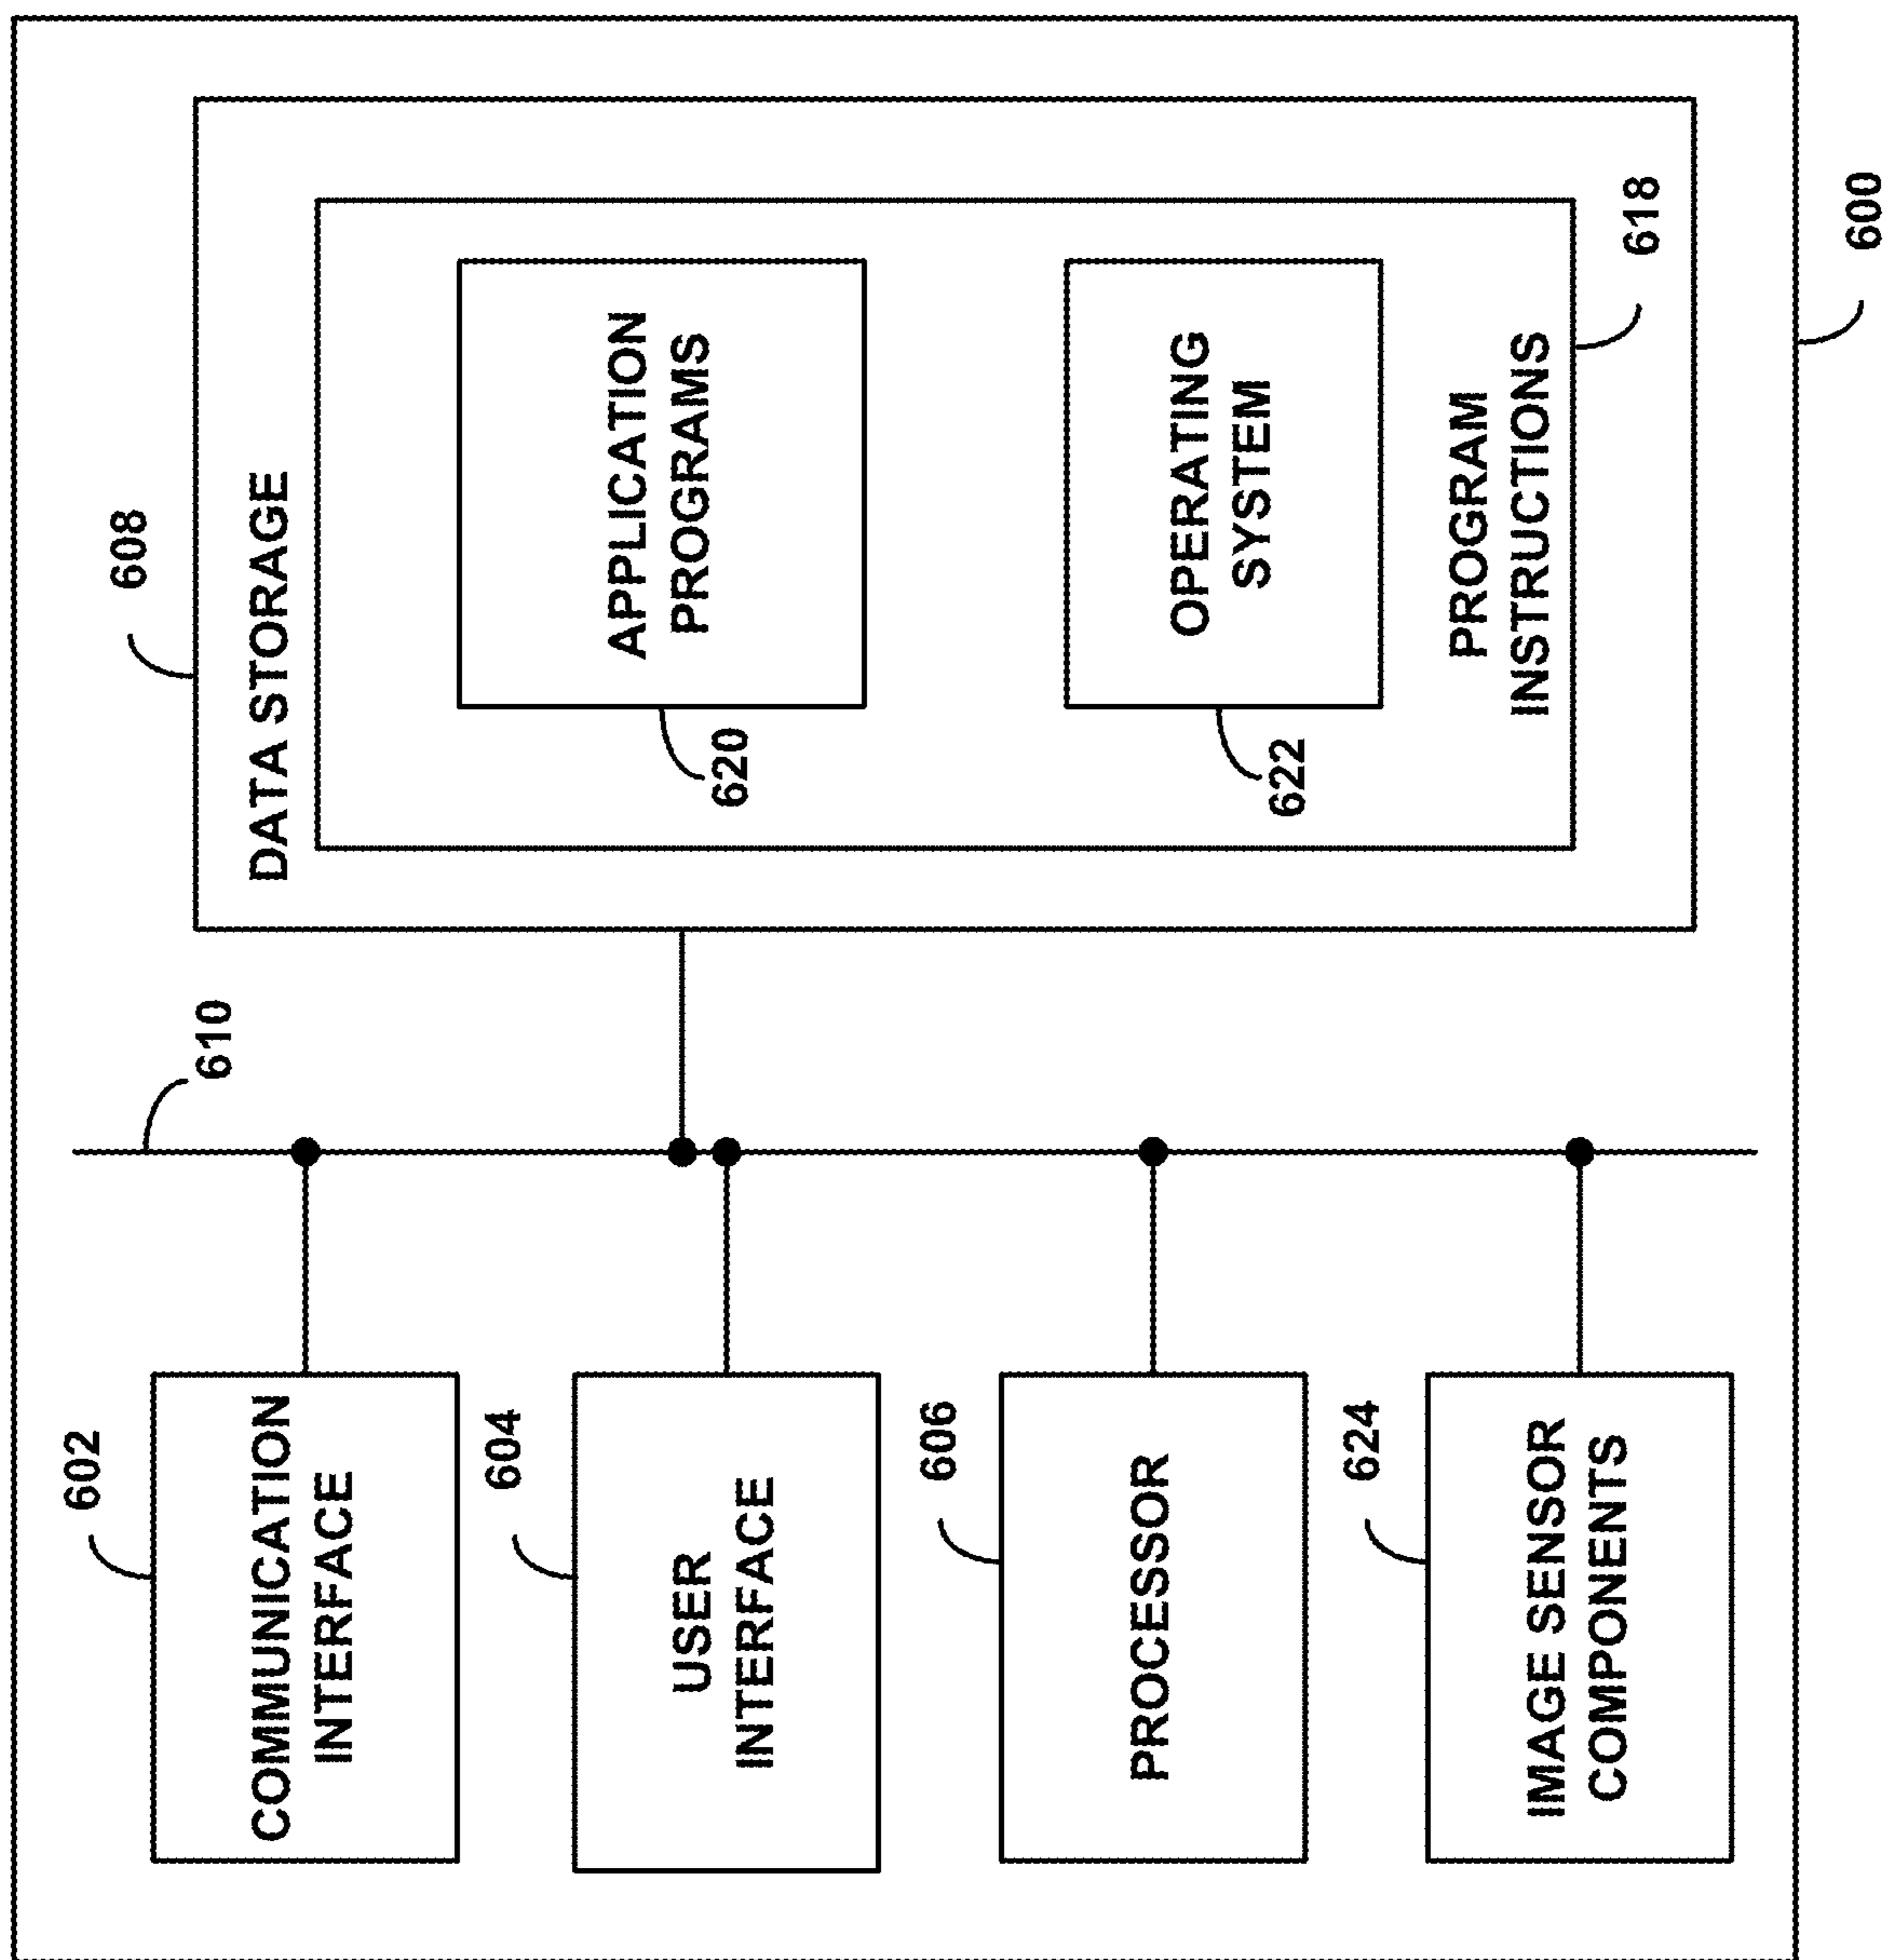 608
DATA STORAGE
APPLICATION
PROGRAMS
620
OPERATING
SYSTEM
622
PROGRAM
INSTRUCTIONS
618
600
610
602
COMMUNICATION
INTERFACE
604
USER
INTERFACE
606
PROCESSOR
624
IMAGE SENSOR
COMPONENTS